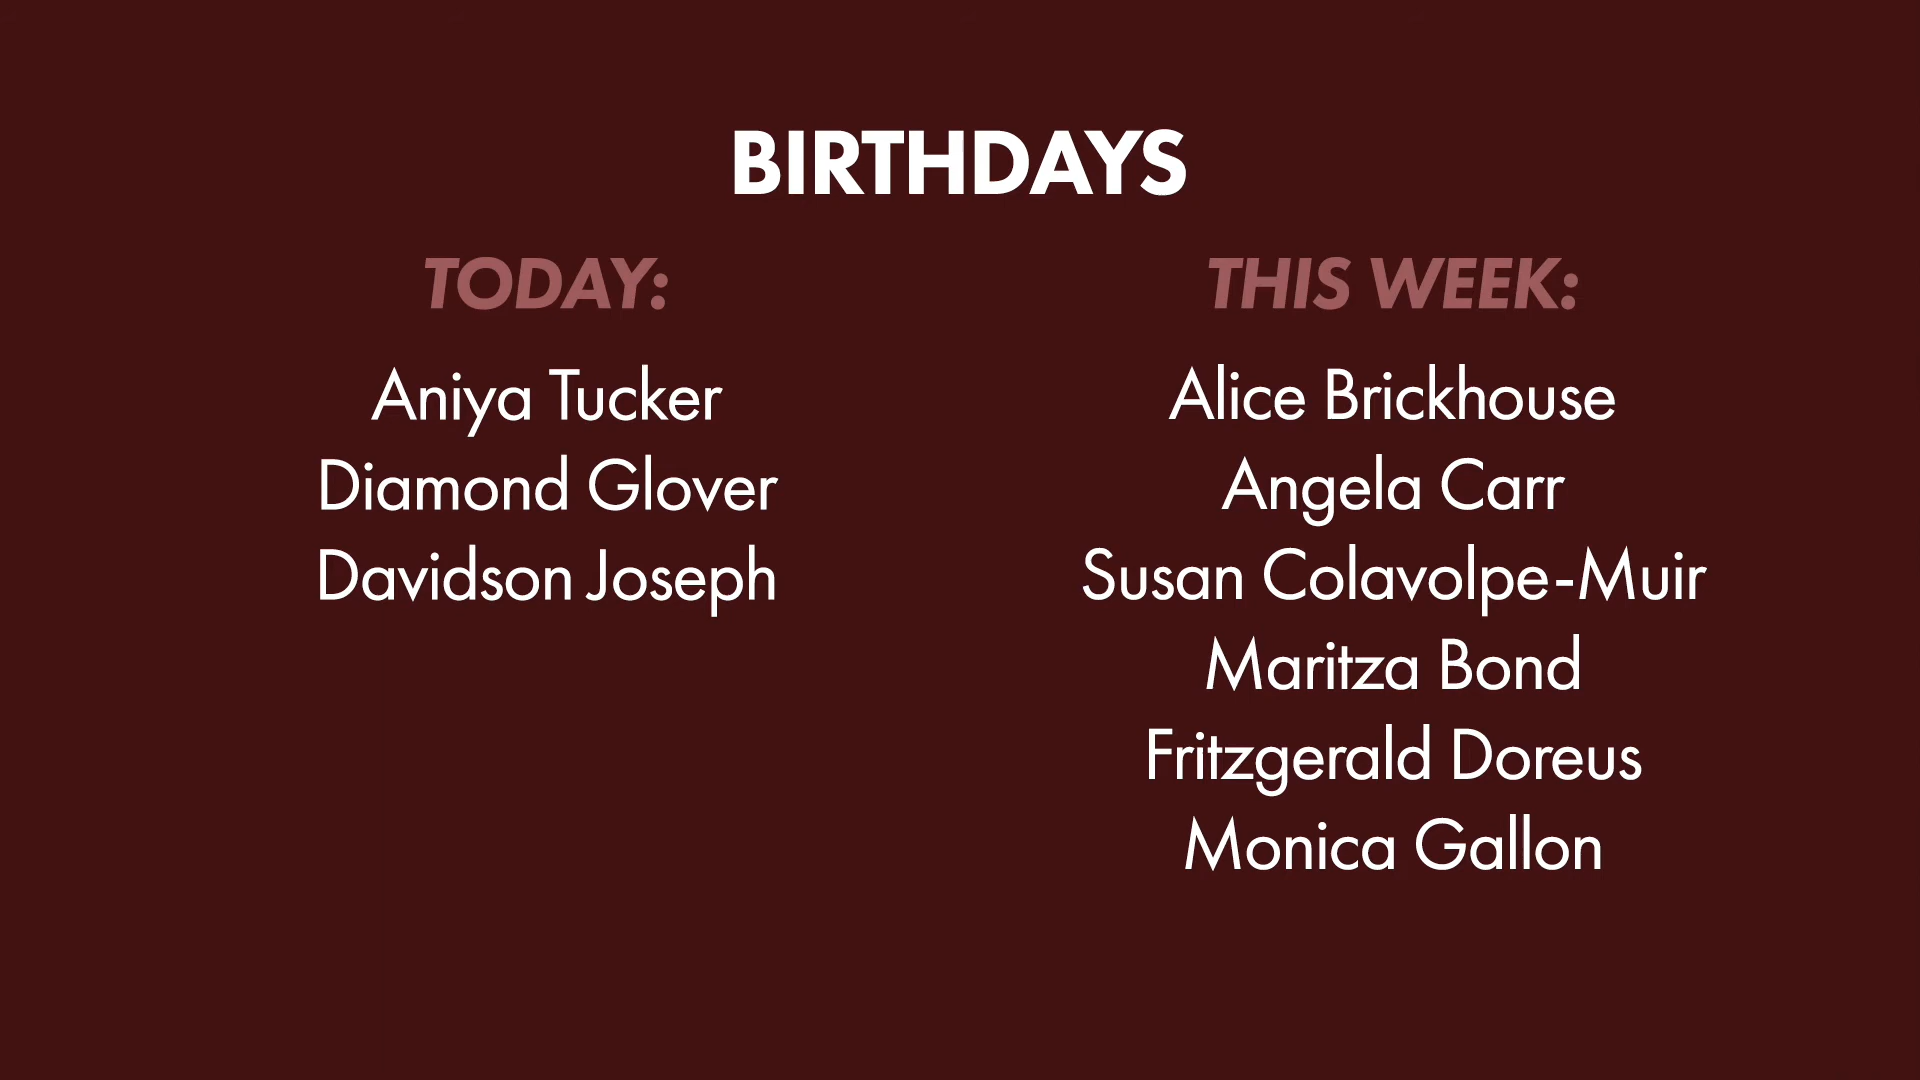 BIRTHDAYS
TODAY:
Aniya Tucker
Diamond Glover
Davidson Joseph
THIS WEEK:
Alice Brickhouse
Angela Carr
Susan Colavolpe-Muir
Maritza Bond
Fritzgerald Doreus
Monica Gallon